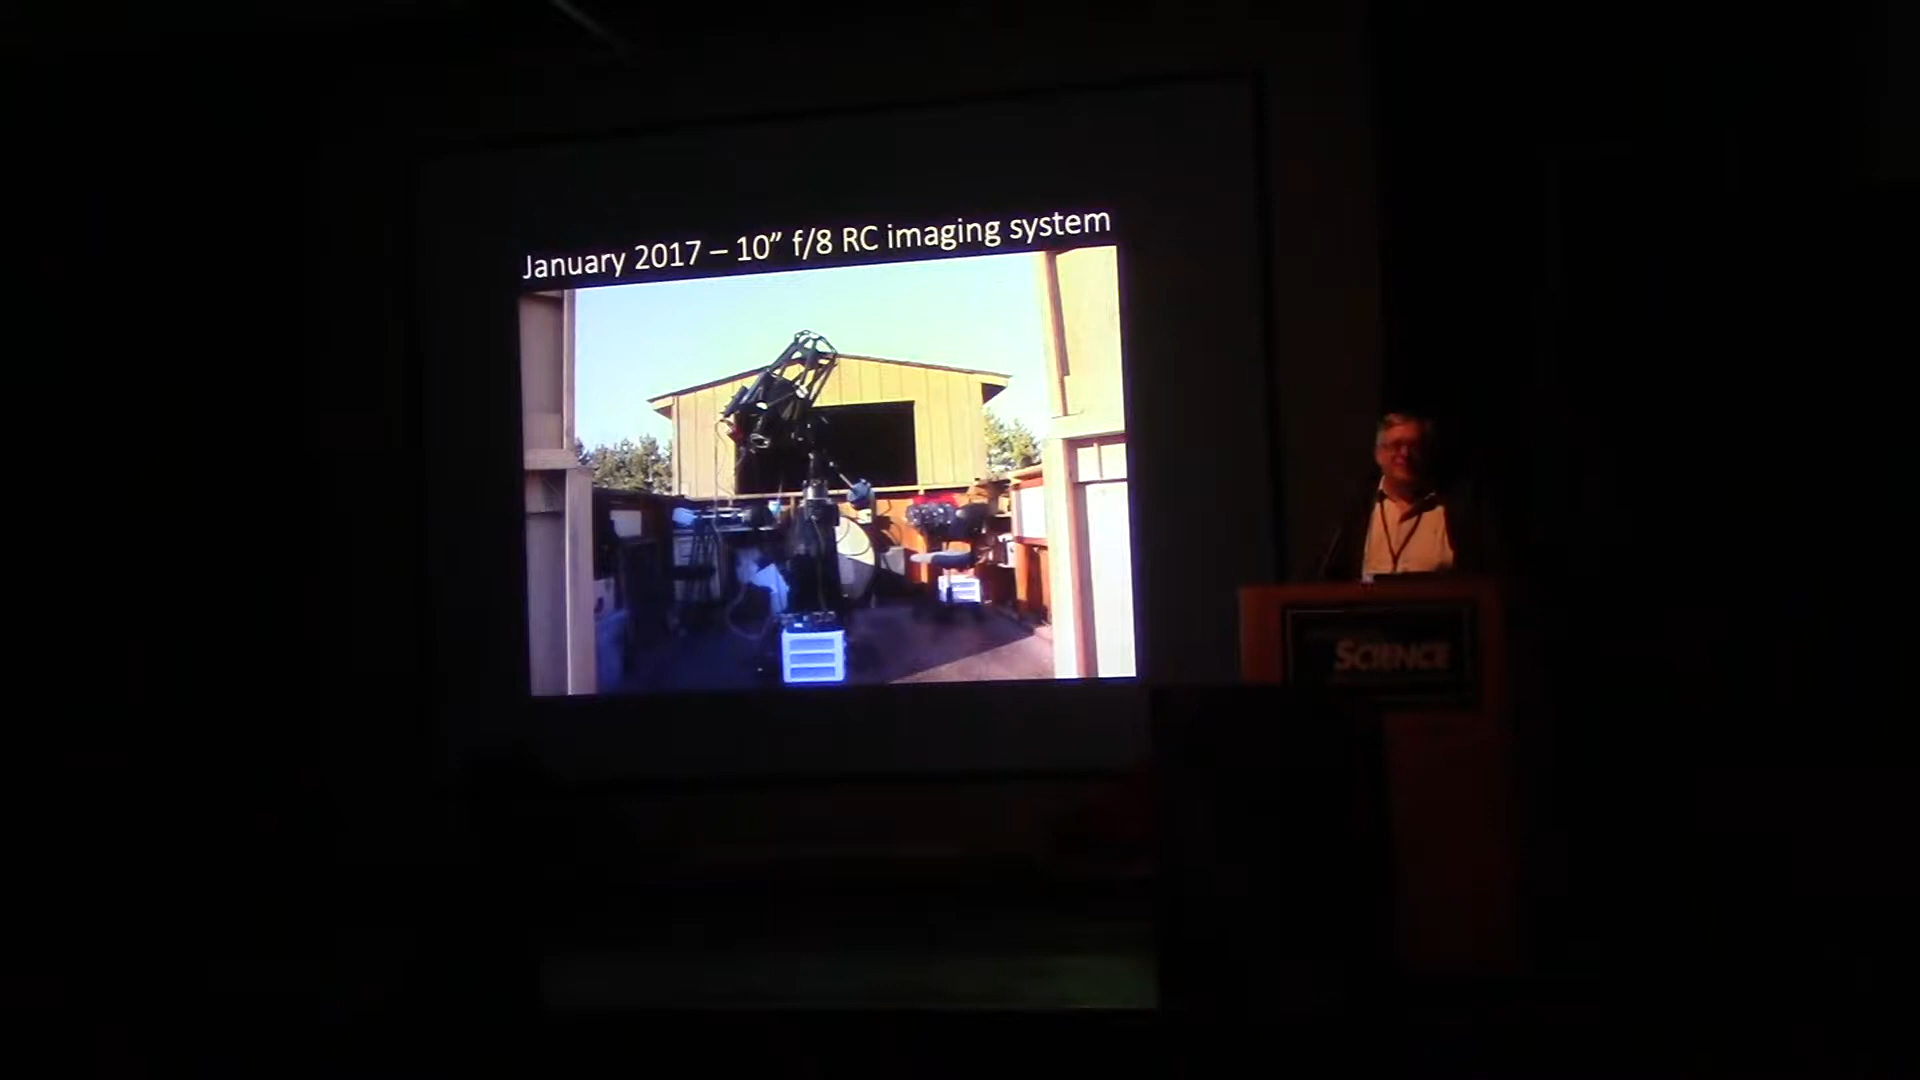 January 2017 – 10” f/8 RC imaging system
SCIENCE